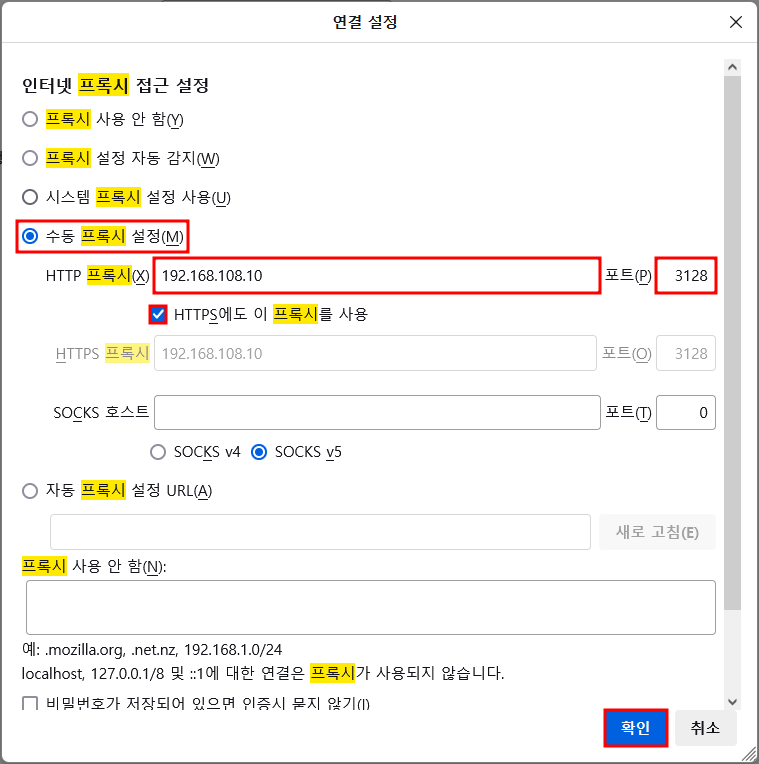 연결 설정
인터넷 프록시 접근 설정
프록시 사용 안 함(Y)
프록시 설정 자동 감지(W)
시스템 프록시 설정 사용(U)
수동 프록시 설정(M)
HTTP 프록시(X) 192.168.108.10 포트(P) 3128
HTTPS에도 이 프록시를 사용
HTTPS 프록시 192.168.108.10 포트(O) 3128
SOCKS 호스트 포트(T) 0
SOCKS v4 SOCKS v5
자동 프록시 설정 URL(A)
새로 고침(E)
프록시 사용 안 함(N):
예: .mozilla.org, .net.nz, 192.168.1.0/24
localhost, 127.0.0.1/8 및 ::1에 대한 연결은 프록시가 사용되지 않습니다.
비밀번호가 저장되어 있으면 인증시 묻지 않기(I)
확인 취소